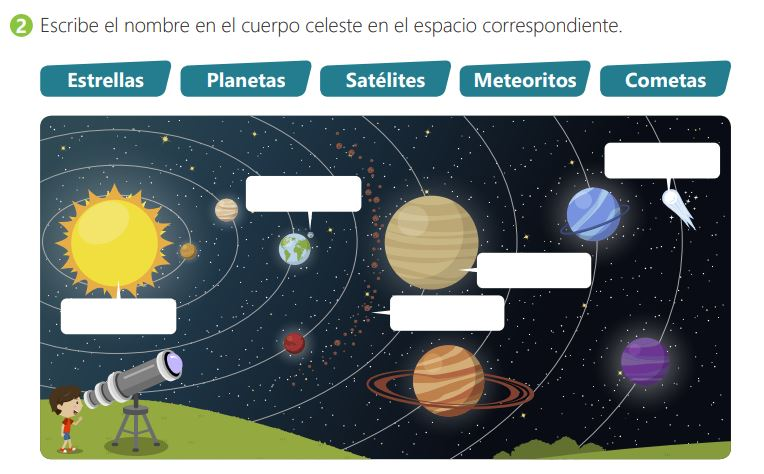 2 Escribe el nombre en el cuerpo celeste en el espacio correspondiente.
Estrellas Planetas Satélites Meteoritos Cometas